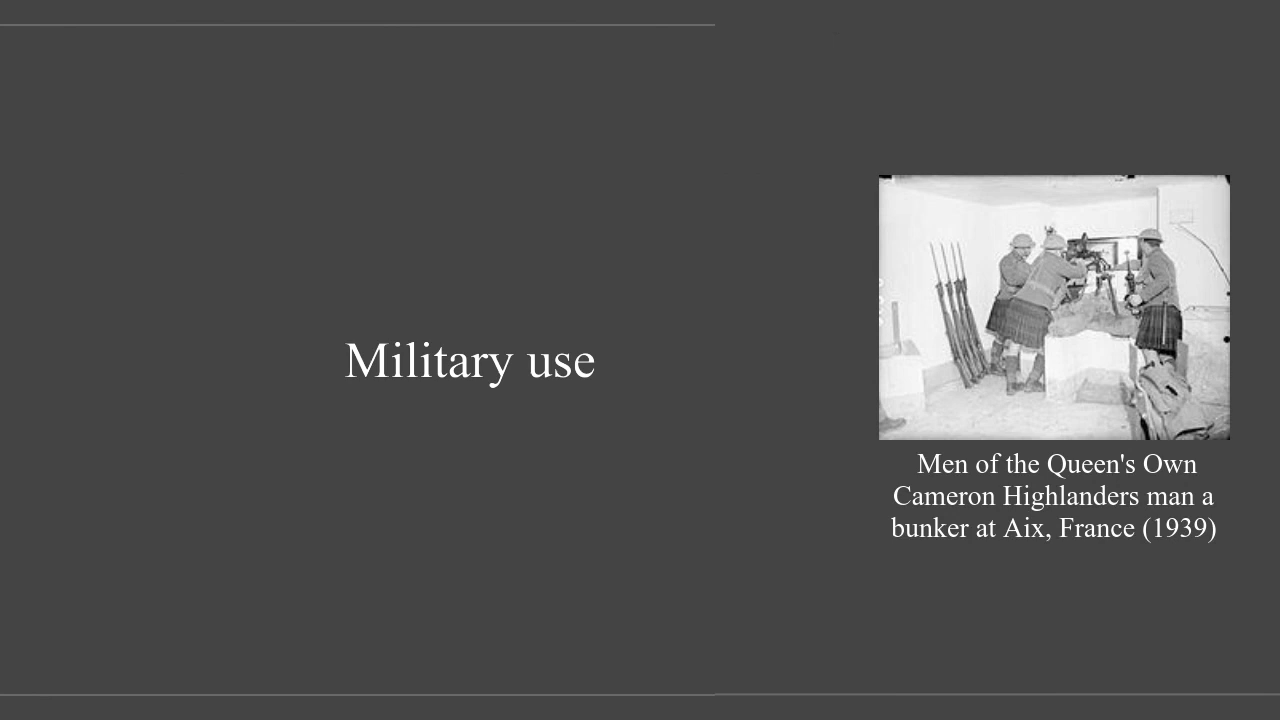 Military use
Men of the Queen's Own
Cameron Highlanders man a
bunker at Aix, France (1939)